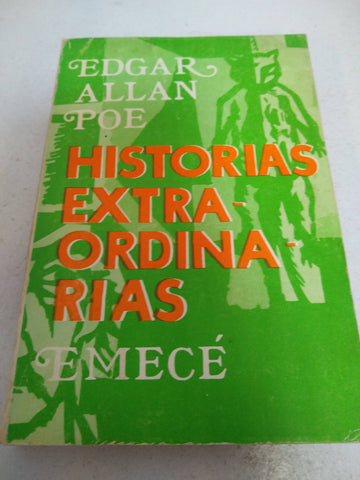 EDGAR
ALLAN
POE
HISTORIAS
EXTRA-
ORDINA-
RIAS
EMECÉ